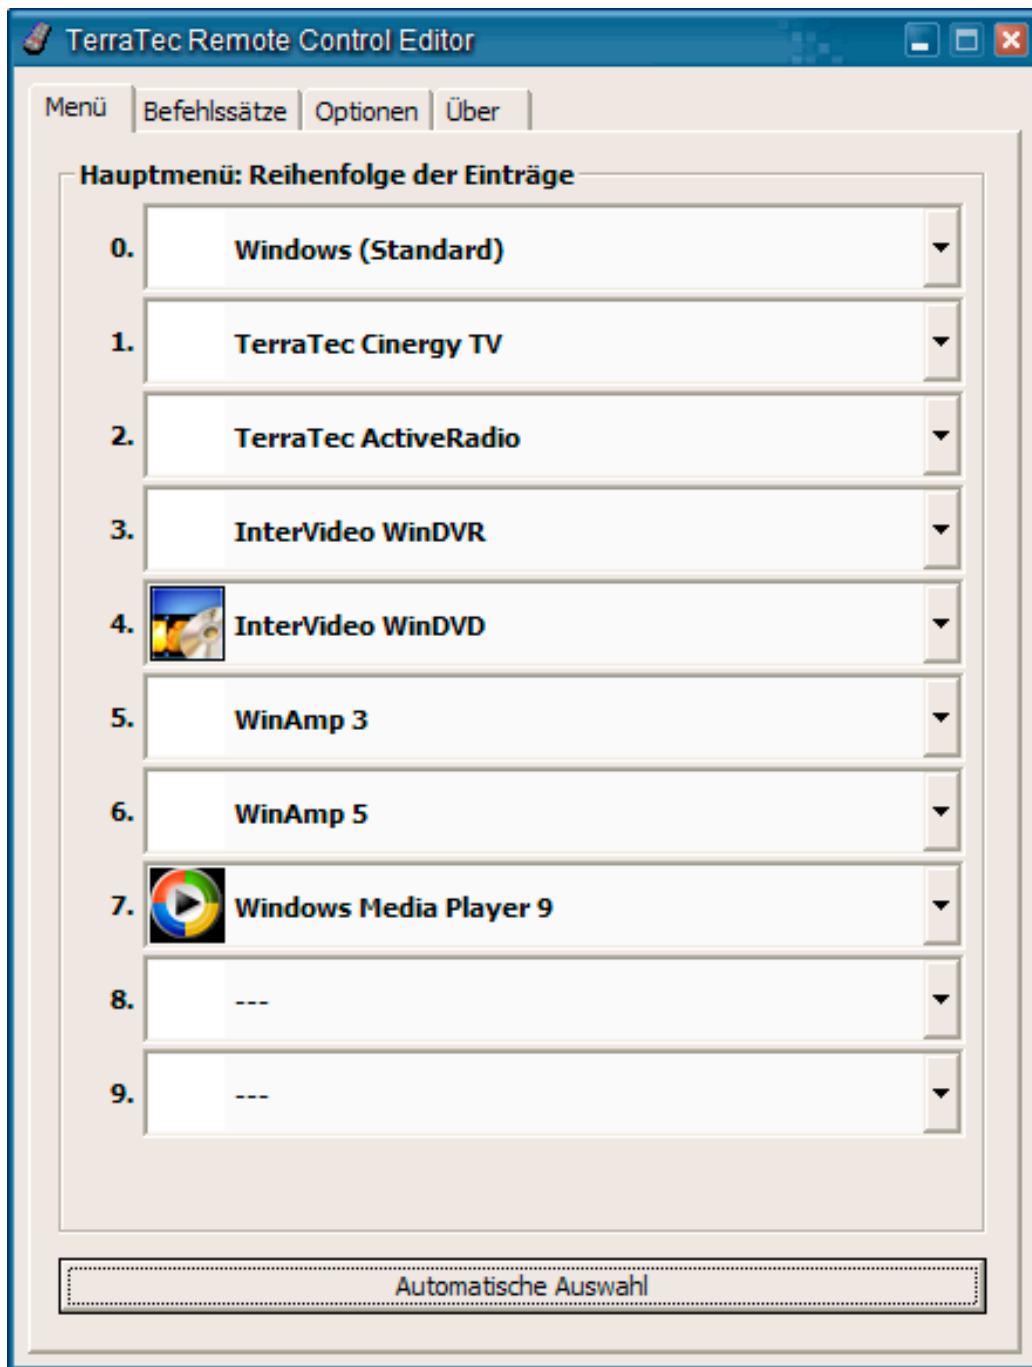 TerraTec Remote Control Editor
Menü Befehlssätze Optionen Über
Hauptmenü: Reihenfolge der Einträge
0. Windows (Standard)
1. TerraTec Cinergy TV
2. TerraTec ActiveRadio
3. InterVideo WinDVR
4. InterVideo WinDVD
5. WinAmp 3
6. WinAmp 5
7. Windows Media Player 9
8. ---
9. ---
Automatische Auswahl